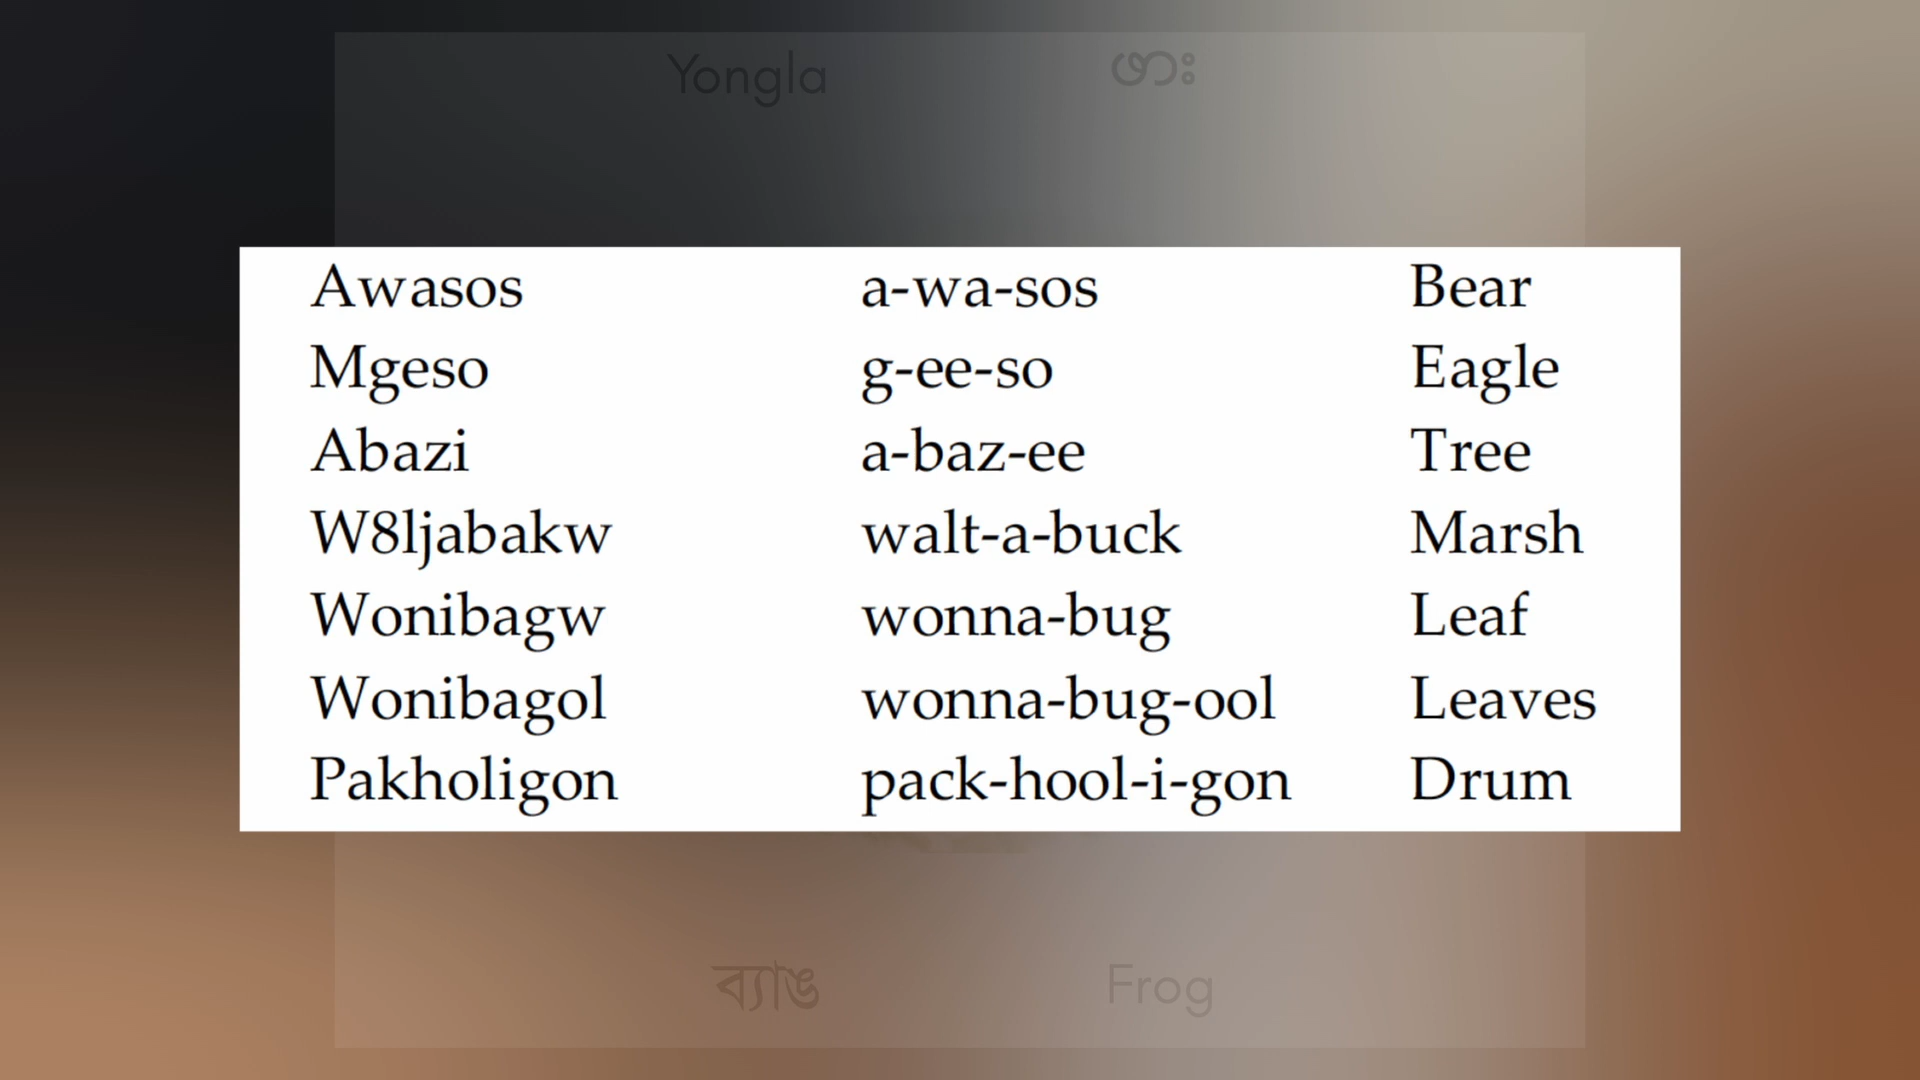 Yongla ဖား
Awasos a-wa-sos Bear
Mgeso g-ee-so Eagle
Abazi a-baz-ee Tree
W8ljabakw walt-a-buck Marsh
Wonibagw wonna-bug Leaf
Wonibagol wonna-bug-ool Leaves
Pakholigon pack-hool-i-gon Drum
ব্যাঙ Frog